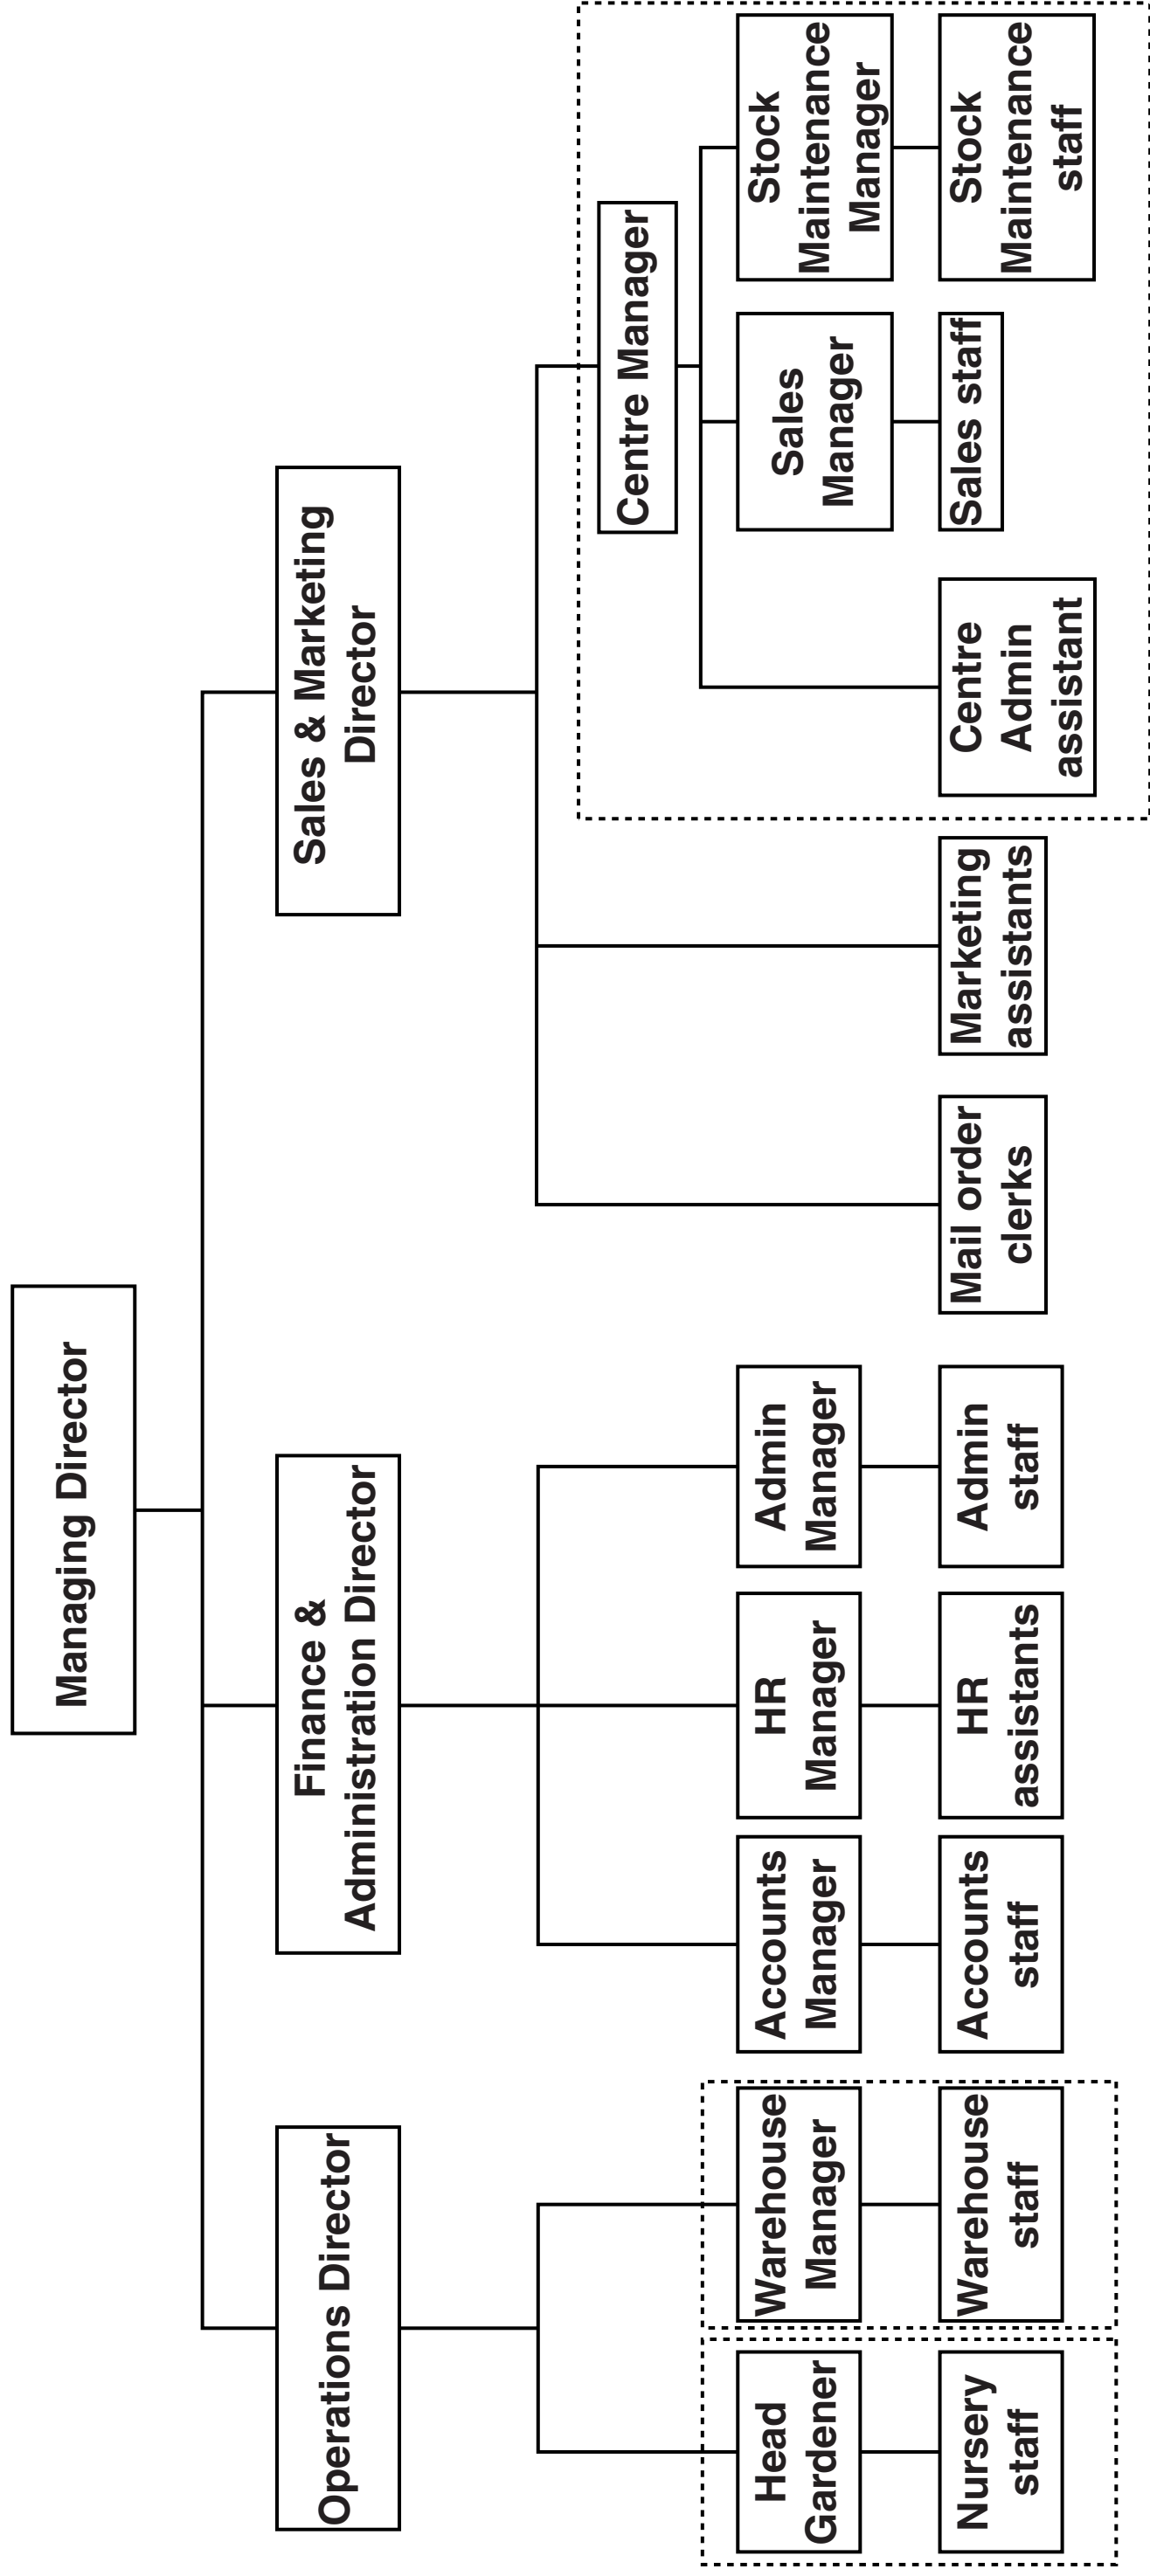 Managing Director
Operations Director
Finance &
Administration Director
Sales & Marketing
Director
Centre Manager
Head
Gardener
Warehouse
Manager
Accounts
Manager
HR
Manager
Admin
Manager
Sales
Manager
Stock
Maintenance
Manager
Nursery
staff
Warehouse
staff
Accounts
staff
HR
assistants
Admin
staff
Mail order
clerks
Marketing
assistants
Centre
Admin
assistant
Sales staff
Stock
Maintenance
staff